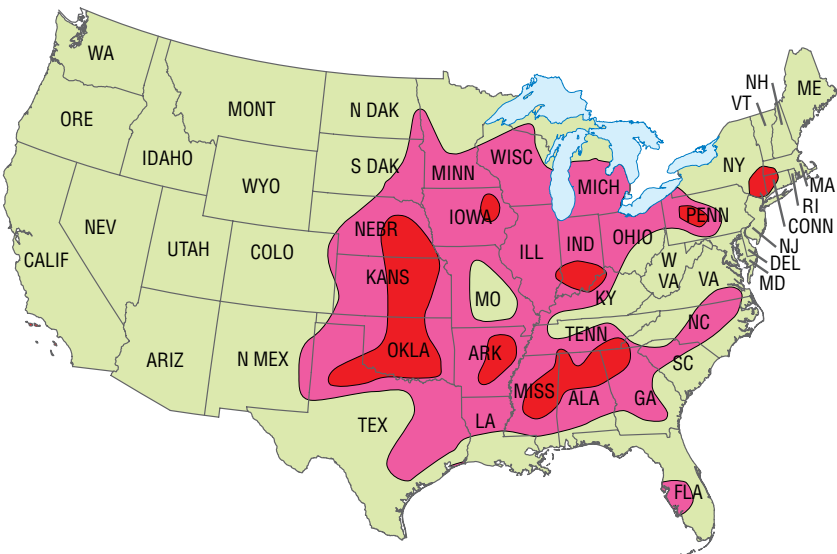 WA
MONT
N DAK
ORE
IDAHO
S DAK
MINN
WISC
WYO
MICH
NH
VT
ME
NY
MA
RI
CONN
NJ
DEL
MD
NEV
UTAH
COLO
CALIF
NEBR
IOWA
ILL
IND
OHIO
PENN
KANS
MO
W
VA
VA
KY
ARIZ
N MEX
OKLA
ARK
TENN
NC
SC
TEX
LA
MISS
ALA
GA
FLA